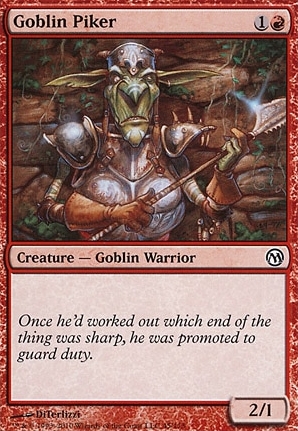 Goblin Piker 1
Creature — Goblin Warrior
Once he'd worked out which end of the
thing was sharp, he was promoted to
guard duty.
DiTerlizzi
2/1